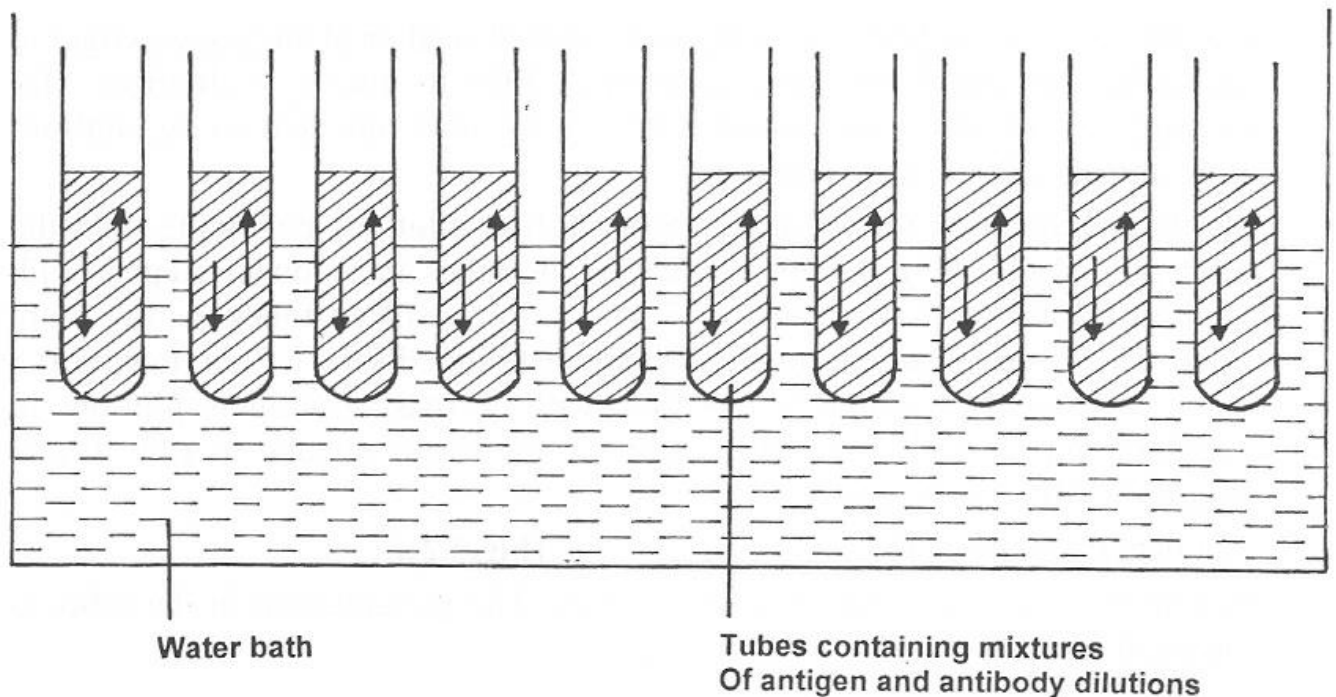 Water bath
Tubes containing mixtures
Of antigen and antibody dilutions